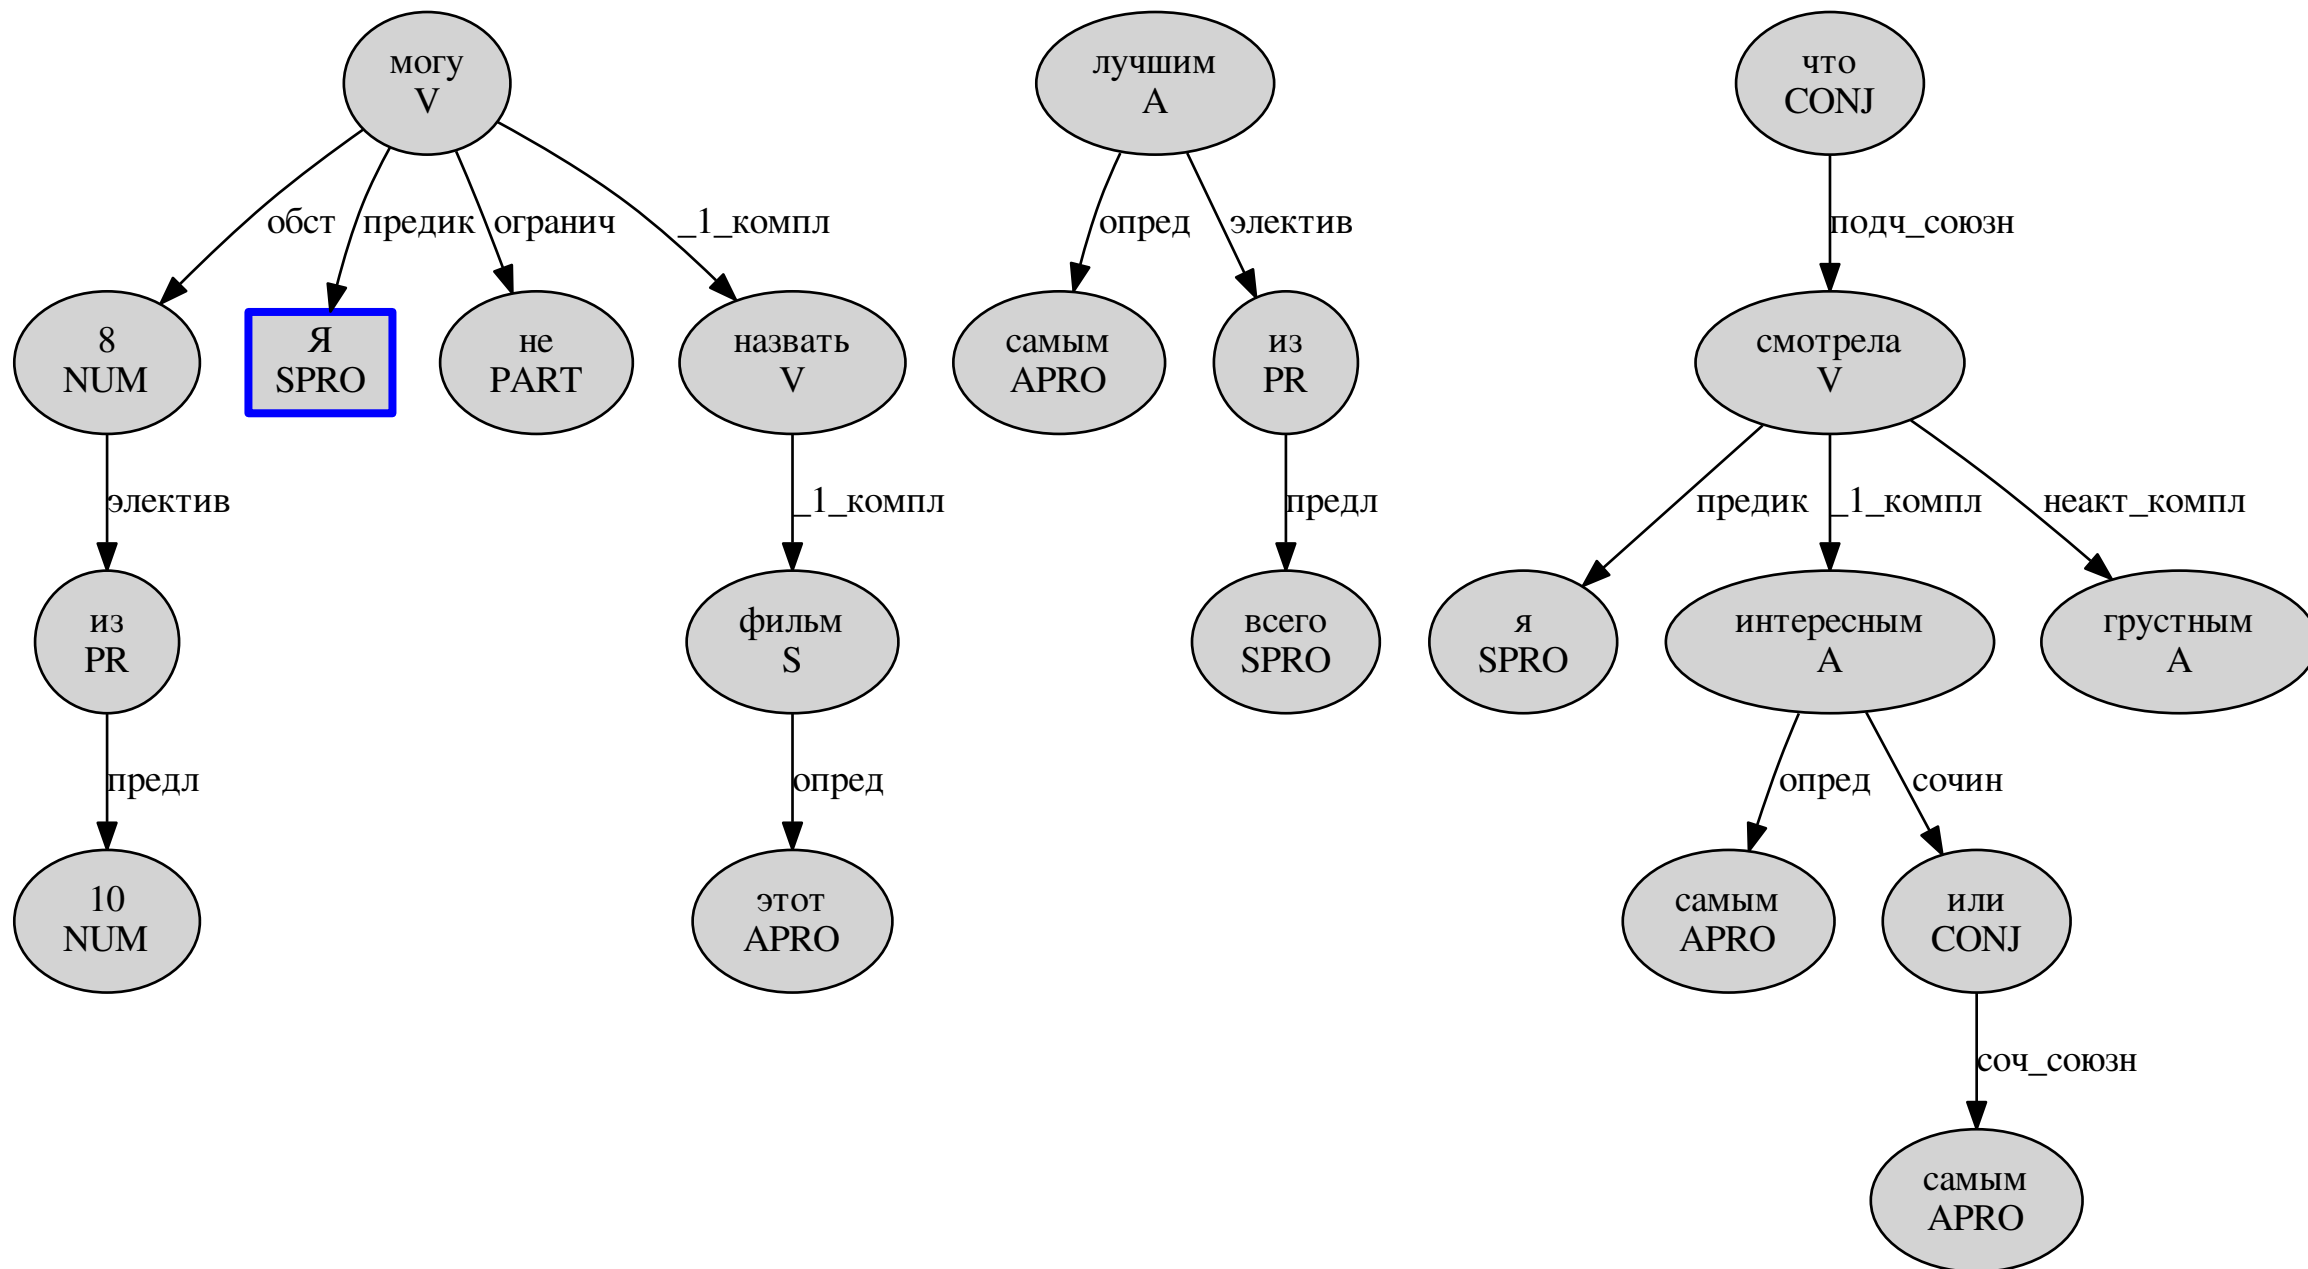 могу
V
лучшим
A
что
CONJ
обст
предик
огранич
_1_компл
опред
электив
подч_союзн
8
NUM
Я
SPRO
не
PART
назвать
V
самым
APRO
из
PR
смотрела
V
электив
_1_компл
предл
предик
_1_компл
неакт_компл
из
PR
фильм
S
всего
SPRO
я
SPRO
интересным
A
грустным
A
предл
опред
опред
сочин
10
NUM
этот
APRO
самым
APRO
или
CONJ
соч_союзн
самым
APRO